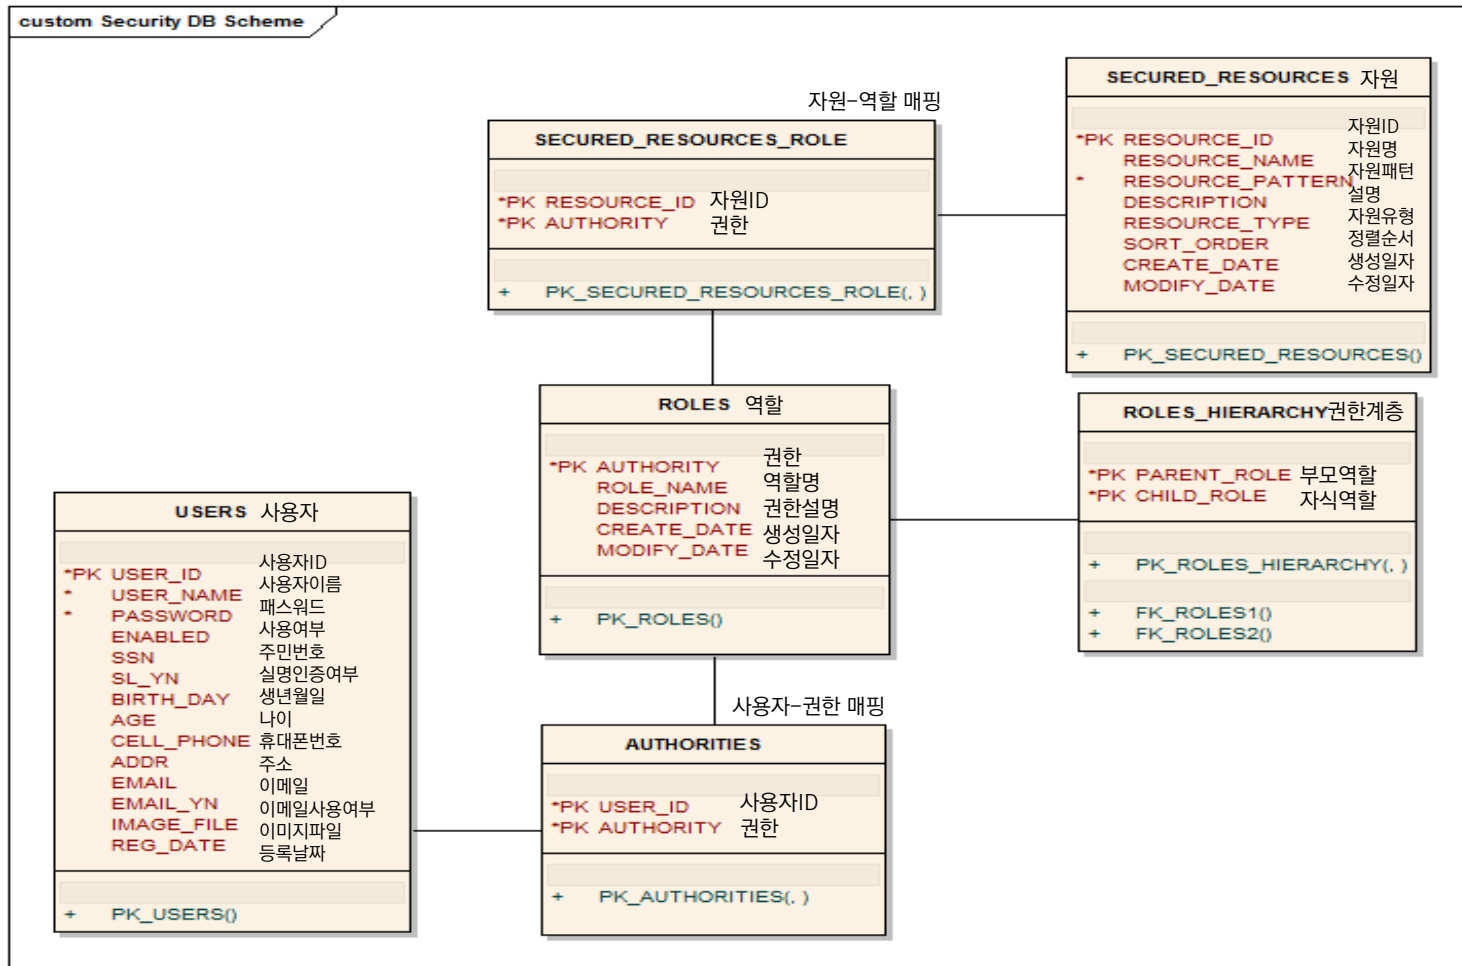 custom Security DB Scheme
자원-역할 매핑
SECURED_RESOURCES_ROLE
*PK RESOURCE_ID 자원ID
*PK AUTHORITY 권한
+ PK_SECURED_RESOURCES_ROLE(, )
SECURED_RESOURCES 자원
*PK RESOURCE_ID 자원ID
RESOURCE_NAME 자원명
* RESOURCE_PATTERN 자원패턴
DESCRIPTION 설명
RESOURCE_TYPE 자원유형
SORT_ORDER 정렬순서
CREATE_DATE 생성일자
MODIFY_DATE 수정일자
+ PK_SECURED_RESOURCES()
ROLES 역할
*PK AUTHORITY 권한
ROLE_NAME 역할명
DESCRIPTION 권한설명
CREATE_DATE 생성일자
MODIFY_DATE 수정일자
+ PK_ROLES()
ROLES_HIERARCHY권한계층
*PK PARENT_ROLE 부모역할
*PK CHILD_ROLE 자식역할
+ PK_ROLES_HIERARCHY(, )
+ FK_ROLES1()
+ FK_ROLES2()
USERS 사용자
*PK USER_ID 사용자ID
* USER_NAME 사용자이름
* PASSWORD 패스워드
ENABLED 사용여부
SSN 주민번호
SL_YN 실명인증여부
BIRTH_DAY 생년월일
AGE 나이
CELL_PHONE 휴대폰번호
ADDR 주소
EMAIL 이메일
EMAIL_YN 이메일사용여부
IMAGE_FILE 이미지파일
REG_DATE 등록날짜
+ PK_USERS()
사용자-권한 매핑
AUTHORITIES
*PK USER_ID 사용자ID
*PK AUTHORITY 권한
+ PK_AUTHORITIES(, )